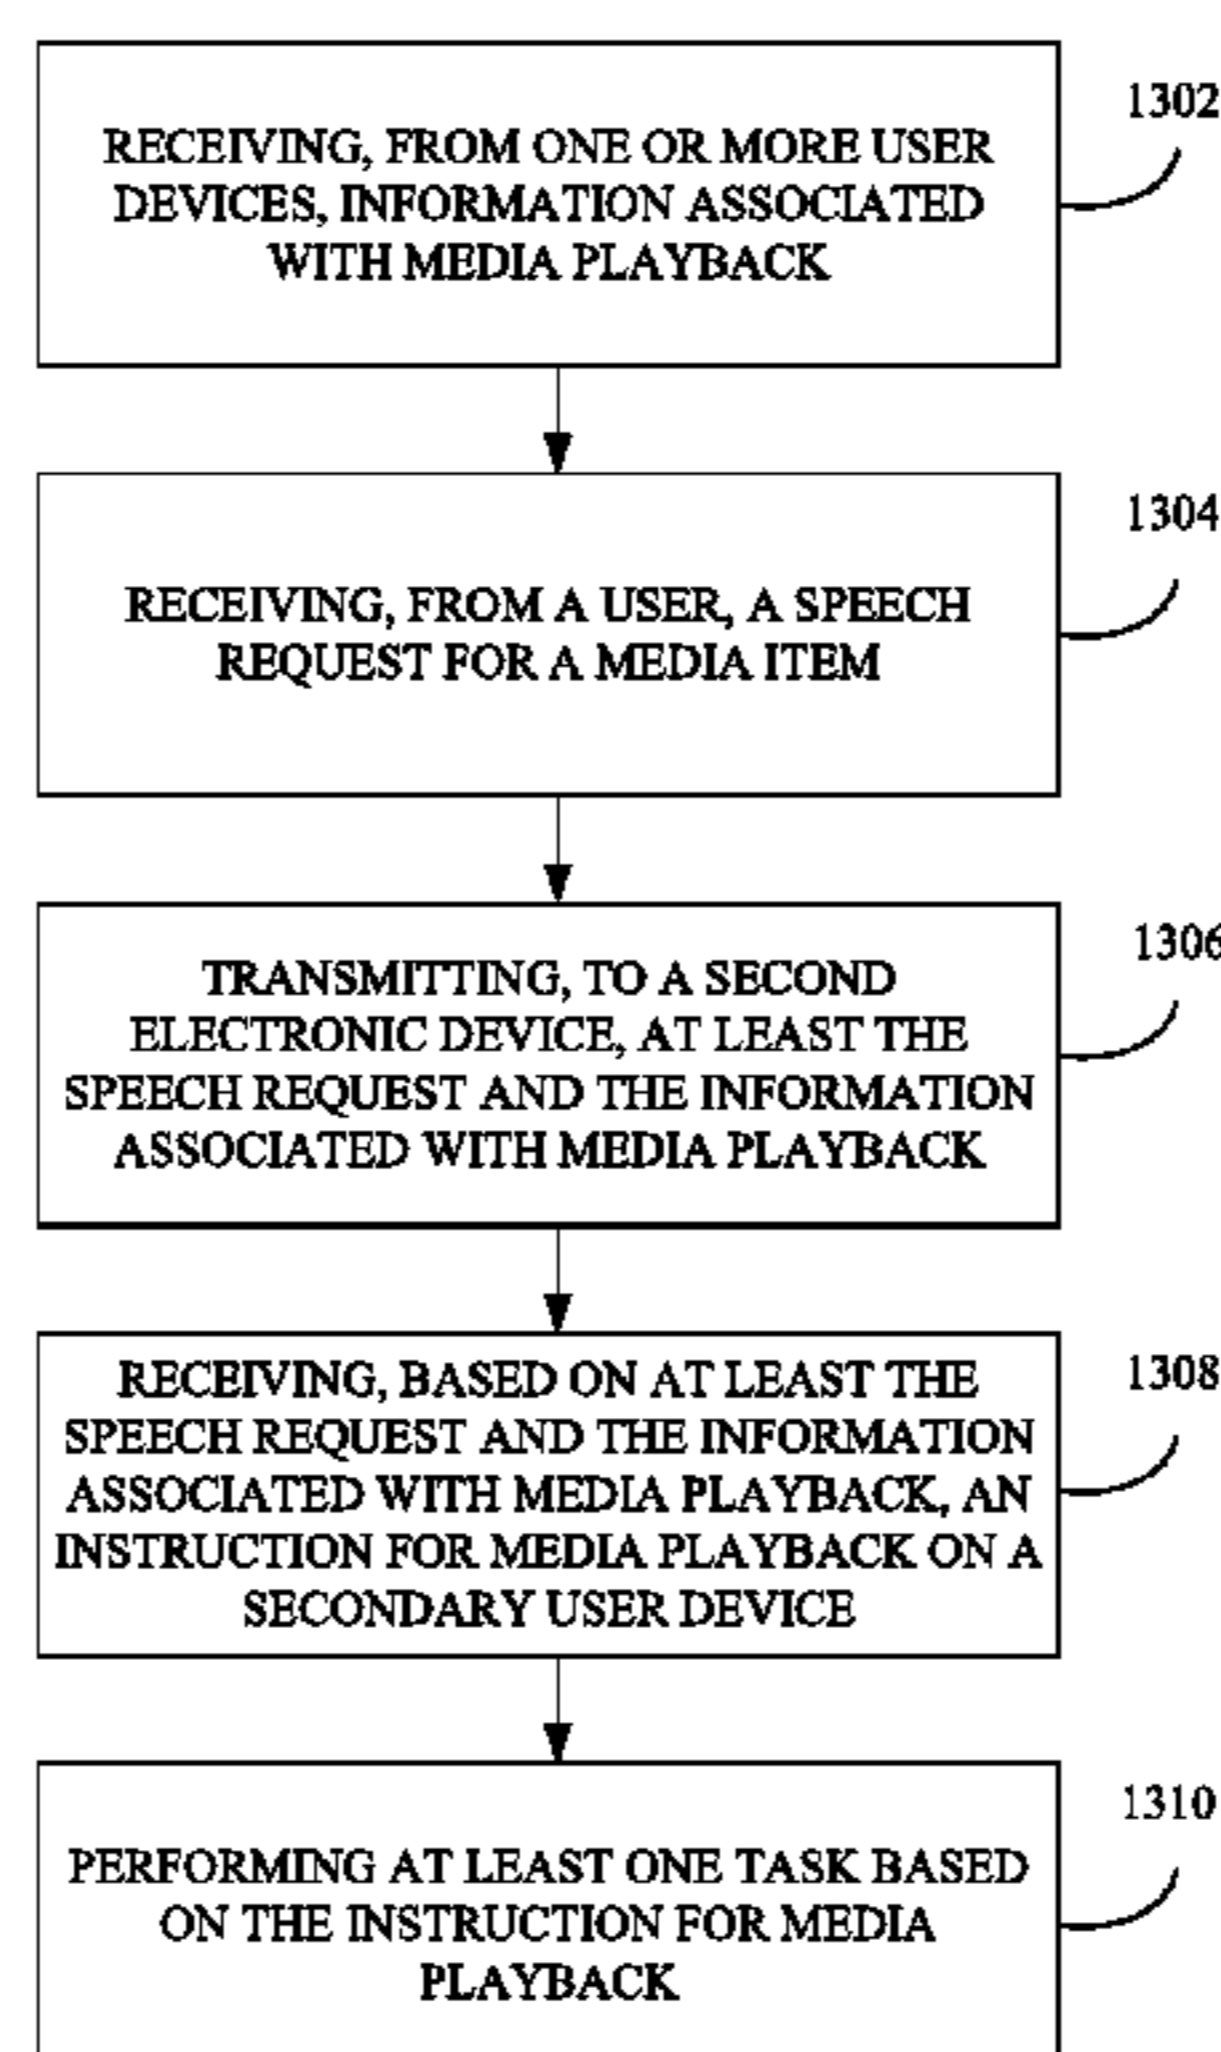 1302
RECEIVING, FROM ONE OR MORE USER
DEVICES, INFORMATION ASSOCIATED
WITH MEDIA PLAYBACK
1304
RECEIVING, FROM A USER, A SPEECH
REQUEST FOR A MEDIA ITEM
1306
TRANSMITTING, TO A SECOND
ELECTRONIC DEVICE, AT LEAST THE
SPEECH REQUEST AND THE INFORMATION
ASSOCIATED WITH MEDIA PLAYBACK
1308
RECEIVING, BASED ON AT LEAST THE
SPEECH REQUEST AND THE INFORMATION
ASSOCIATED WITH MEDIA PLAYBACK, AN
INSTRUCTION FOR MEDIA PLAYBACK ON A
SECONDARY USER DEVICE
1310
PERFORMING AT LEAST ONE TASK BASED
ON THE INSTRUCTION FOR MEDIA
PLAYBACK